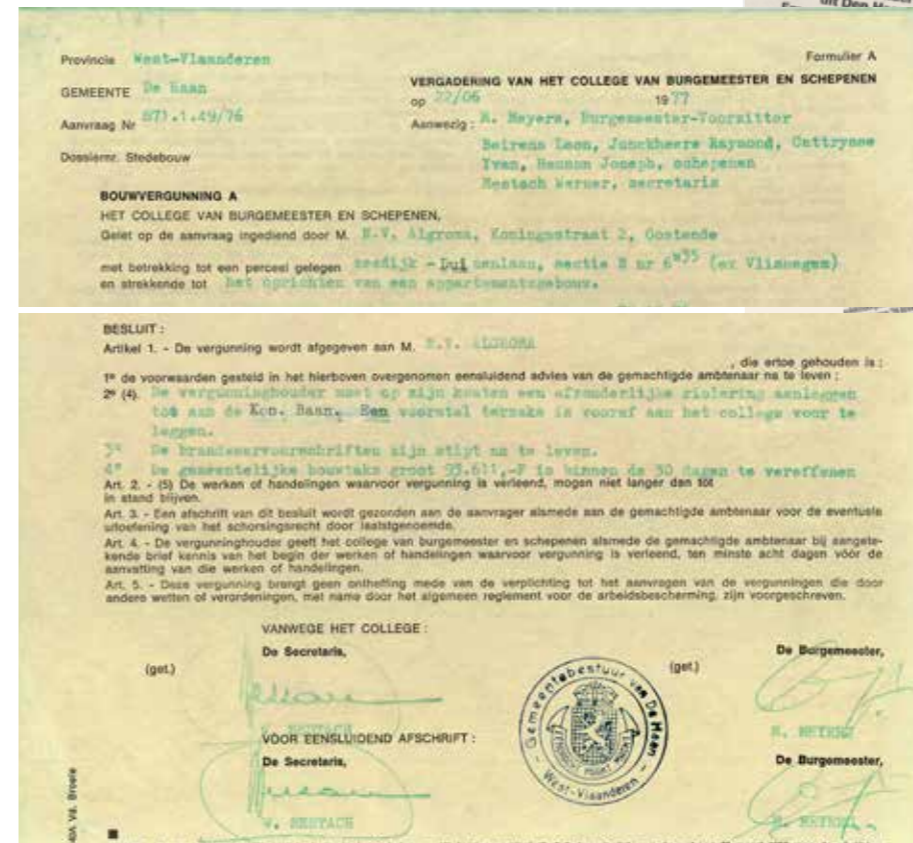 uit Den
Provincie West-Vlaanderen
Formulier A
GEMEENTE De Haan
VERGADERING VAN HET COLLEGE VAN BURGEMEESTER EN SCHEPENEN
op 22/06 1977
Aanvraag Nr 871.1.49/76
Aanwezig : Meyers, Burgemeester-Voorzitter
Beirens Leon, Jonckheere Raymond, Cattrysse
Yvan, Joseph, schepenen
Dossiernr. Stedebouw
Mestach Werner, secretaris
BOUWVERGUNNING A
HET COLLEGE VAN BURGEMEESTER EN SCHEPENEN,
Gelet op de aanvraag ingediend door M. N.V. Algroma, Koningsstraat 2, Oostende
met betrekking tot een perceel gelegen zeedijk - Duinenlaan, sectie B nr (ex
en strekkende tot het oprichten van een appartementsgebouw.
BESLUIT :
Artikel 1. - De vergunning wordt afgegeven aan M. N.V. ALGROMA
, die ertoe gehouden is :
1° de voorwaarden gesteld in het hierboven overgenomen eensluidend advies van de gemachtigde ambtenaar na te leven ;
2° (4). De vergunninghouder moet op zijn kosten een afzonderlijke riolering aanleggen
tot aan de Kon. Baan. Een voorstel terzake is vooraf aan het college voor te
leggen.
3° De brandweervoorschriften zijn stipt na te leven.
4° De gemeentelijke bouwtaks groot 93.611,-F is binnen de 30 dagen te vereffenen
Art. 2. - (5) De werken of handelingen waarvoor vergunning is verleend, mogen niet langer dan tot
in stand blijven.
Art. 3. - Een afschrift van dit besluit wordt gezonden aan de aanvrager alsmede aan de gemachtigde ambtenaar voor de eventuele
uitoefening van het schorsingsrecht door laatstgenoemde.
Art. 4. - De vergunninghouder geeft het college van burgemeester en schepenen alsmede de gemachtigde ambtenaar bij aangete-
kende brief kennis van het begin der werken of handelingen waarvoor vergunning is verleend, ten minste acht dagen vóór de
aanvatting van die werken of handelingen.
Art. 5. - Deze vergunning brengt geen ontheffing mede van de verplichting tot het aanvragen van de vergunningen die door
andere wetten of verordeningen, met name door het algemeen reglement voor de arbeidsbescherming, zijn voorgeschreven.
VANWEGE HET COLLEGE :
De Secretaris,
De Burgemeester,
(get.)
(get.)
W. MESTACH
MEYERS
Gemeentebestuur van De Haan
West-Vlaanderen
VOOR EENSLUIDEND AFSCHRIFT :
De Secretaris,
De Burgemeester,
W. MESTACH
MEYERS
Vd. Broele